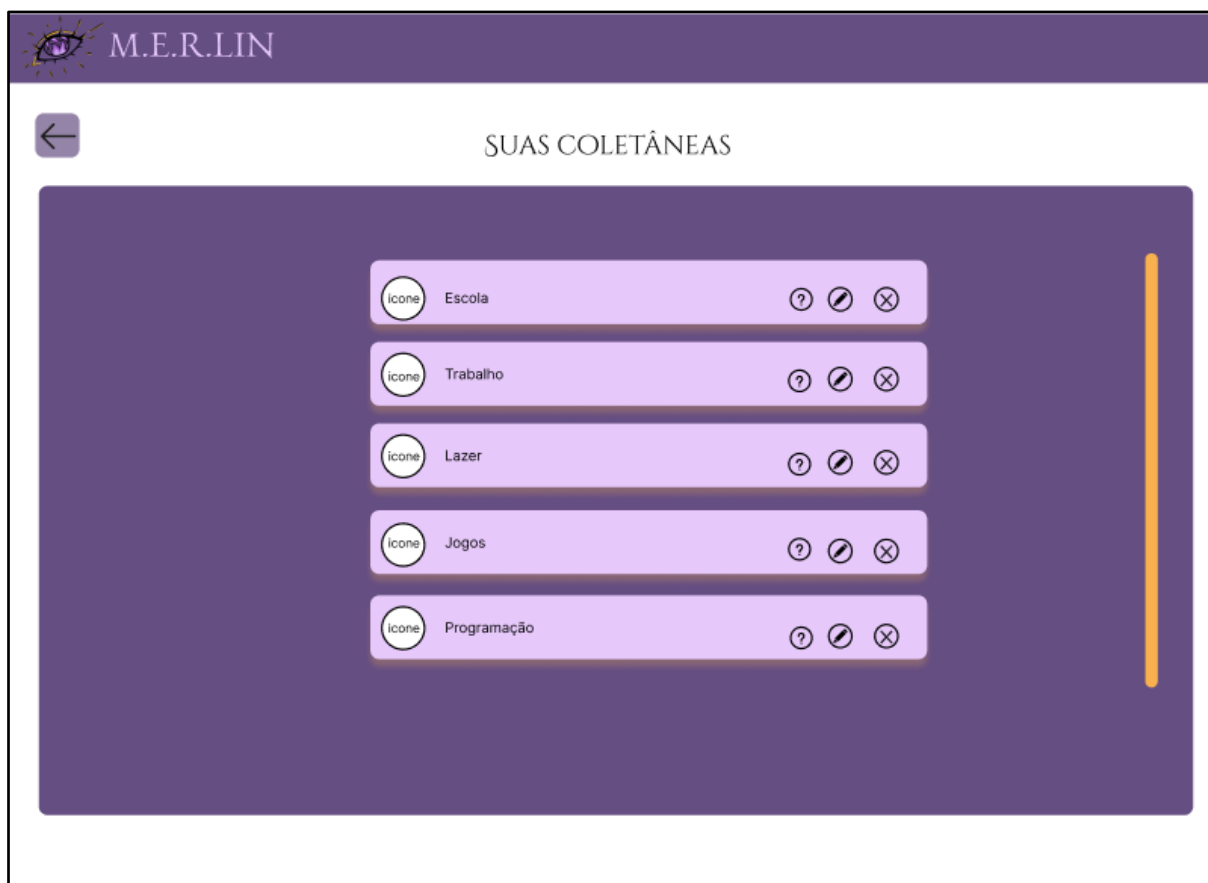 M.E.R.LIN
Suas coletâneas
icone Escola ?
icone Trabalho ?
icone Lazer ?
icone Jogos ?
icone Programação ?